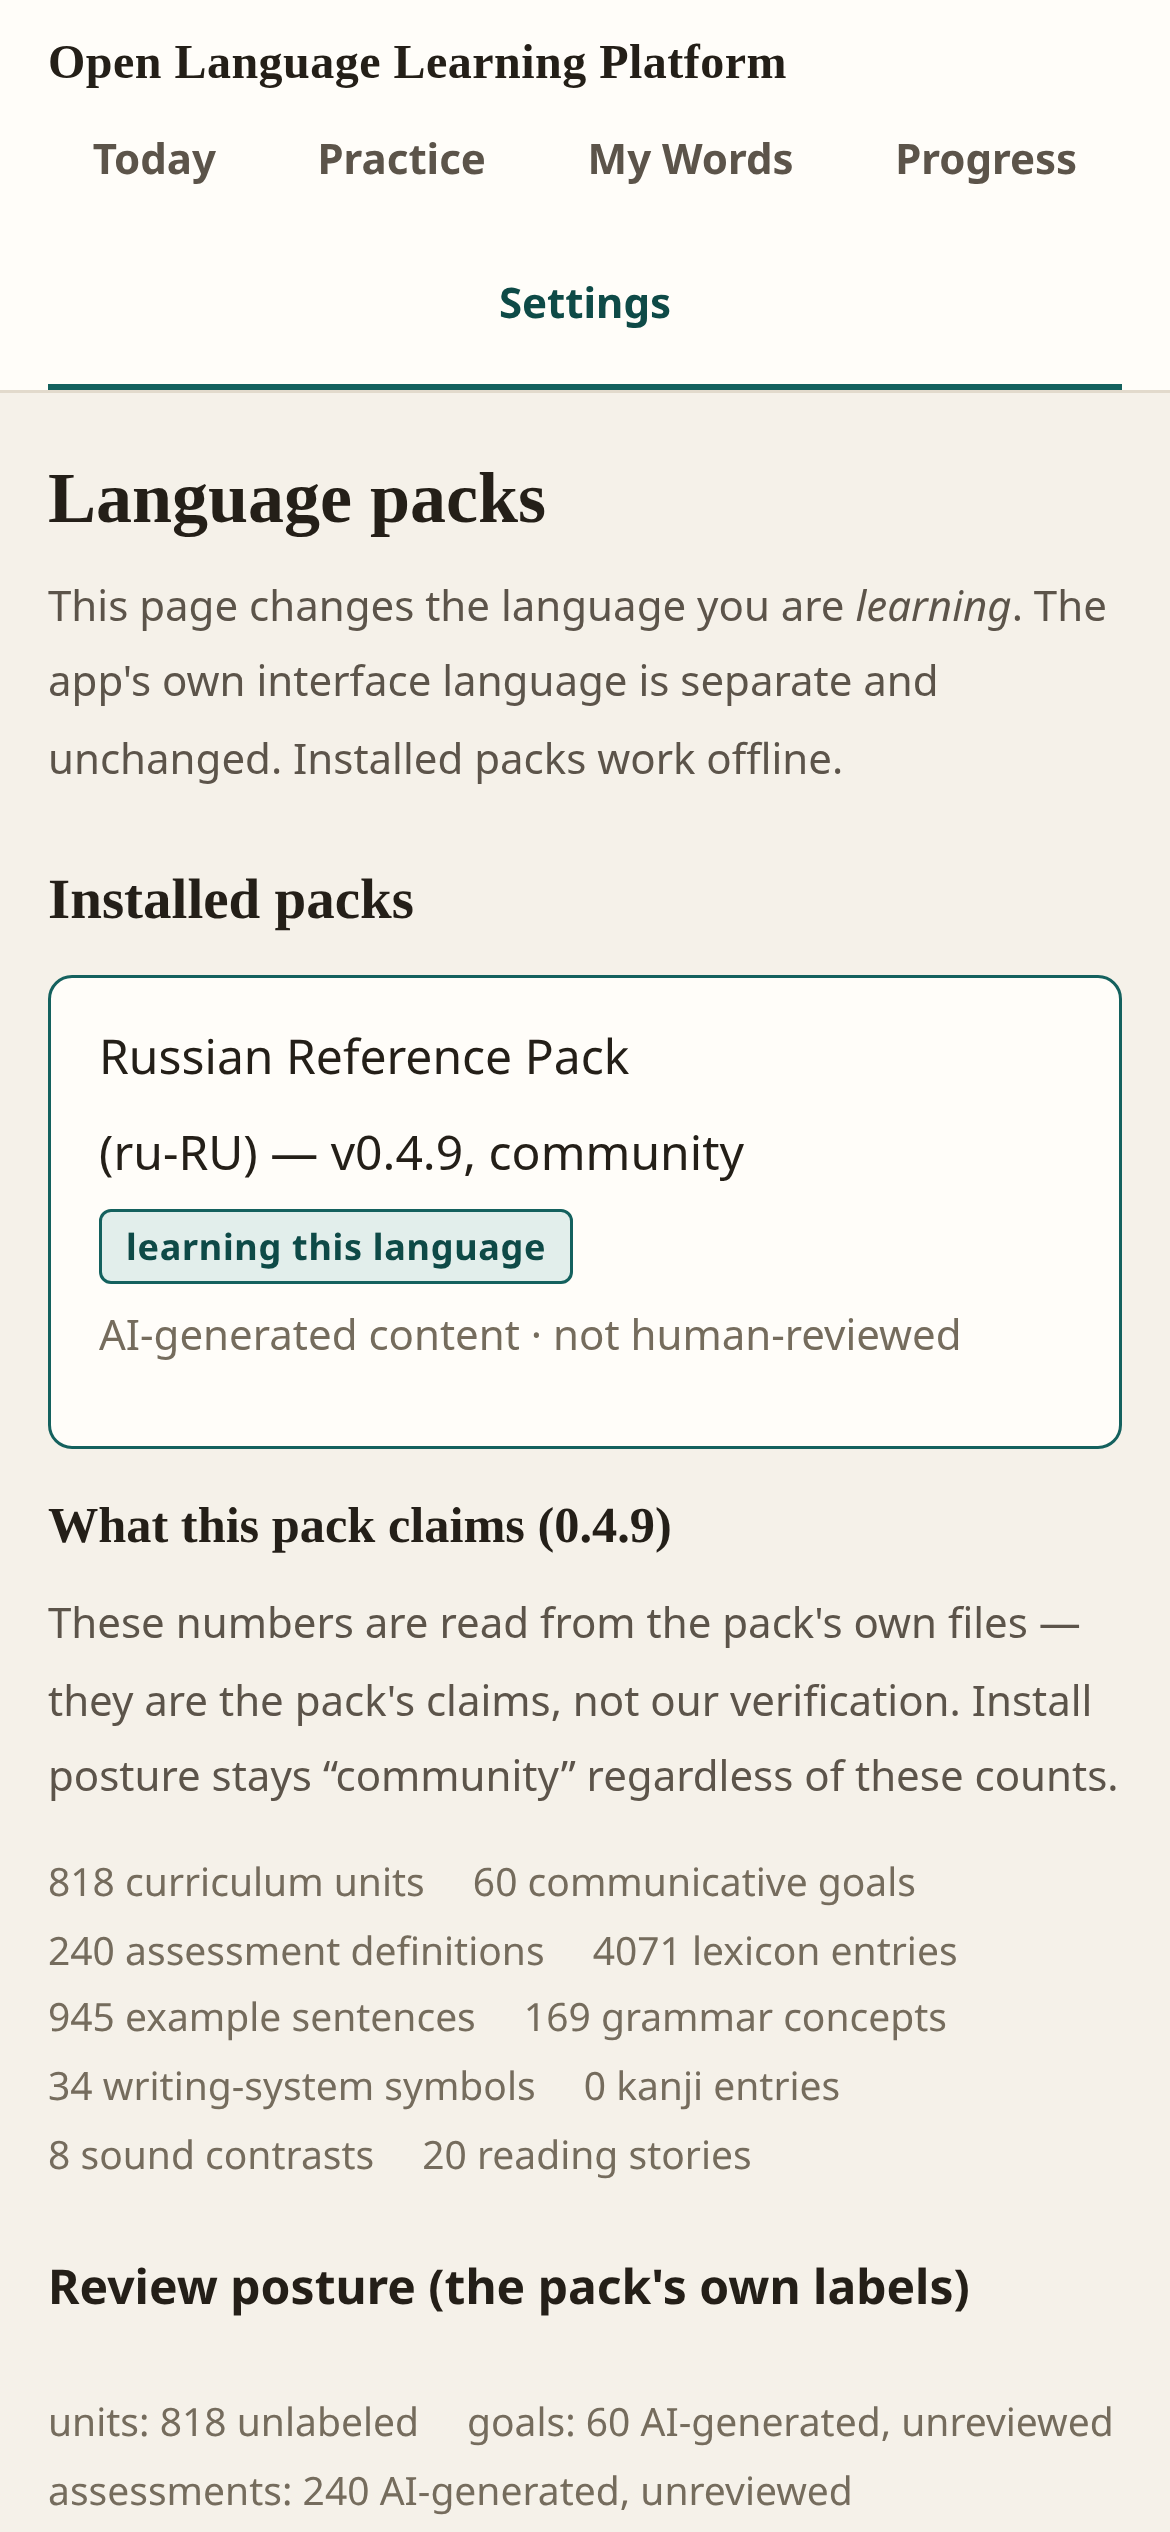 Open Language Learning Platform
Today Practice My Words Progress
Settings
Language packs
This page changes the language you are learning. The
app's own interface language is separate and
unchanged. Installed packs work offline.
Installed packs
Russian Reference Pack
(ru-RU) — v0.4.9, community
learning this language
AI-generated content · not human-reviewed
What this pack claims (0.4.9)
These numbers are read from the pack's own files —
they are the pack's claims, not our verification. Install
posture stays “community” regardless of these counts.
818 curriculum units 60 communicative goals
240 assessment definitions 4071 lexicon entries
945 example sentences 169 grammar concepts
34 writing-system symbols 0 kanji entries
8 sound contrasts 20 reading stories
Review posture (the pack's own labels)
units: 818 unlabeled goals: 60 AI-generated, unreviewed
assessments: 240 AI-generated, unreviewed